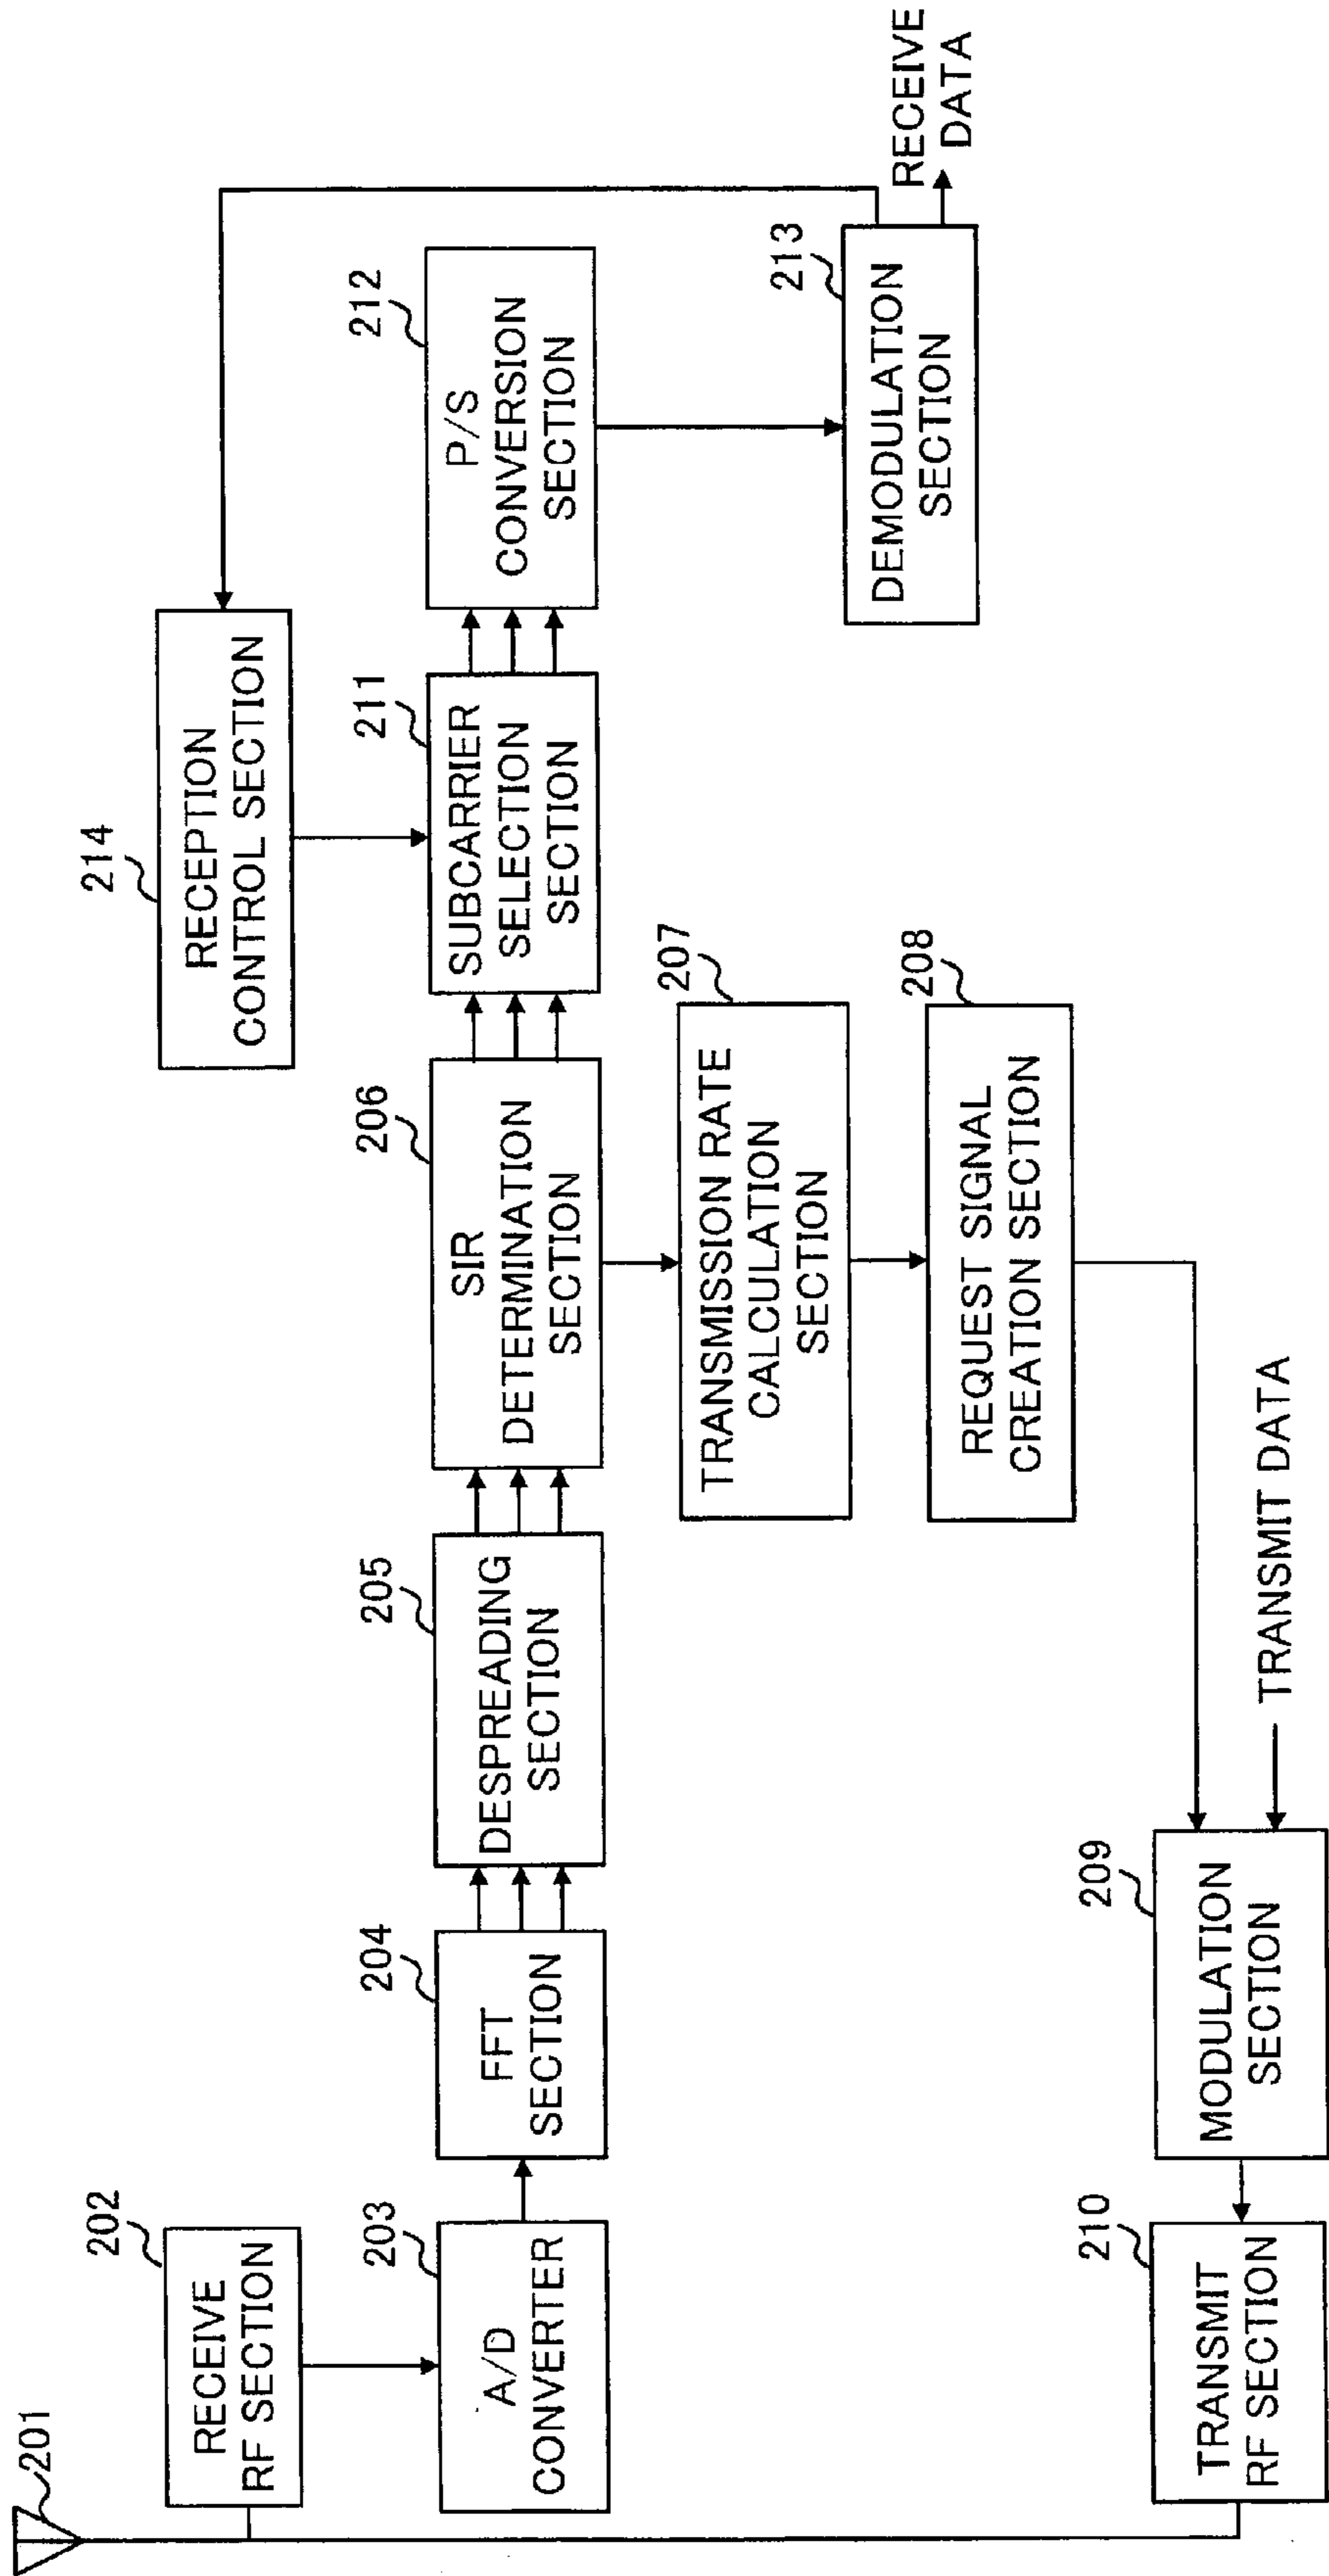 201
202
RECEIVE
RF SECTION
203
A/D
CONVERTER
204
FFT
SECTION
205
DESPREADING
SECTION
206
SIR
DETERMINATION
SECTION
214
RECEPTION
CONTROL SECTION
211
SUBCARRIER
SELECTION
SECTION
212
P/S
CONVERSION
SECTION
213
DEMODULATION
SECTION
RECEIVE
DATA
207
TRANSMISSION RATE
CALCULATION
SECTION
208
REQUEST SIGNAL
CREATION SECTION
TRANSMIT DATA
209
MODULATION
SECTION
210
TRANSMIT
RF SECTION